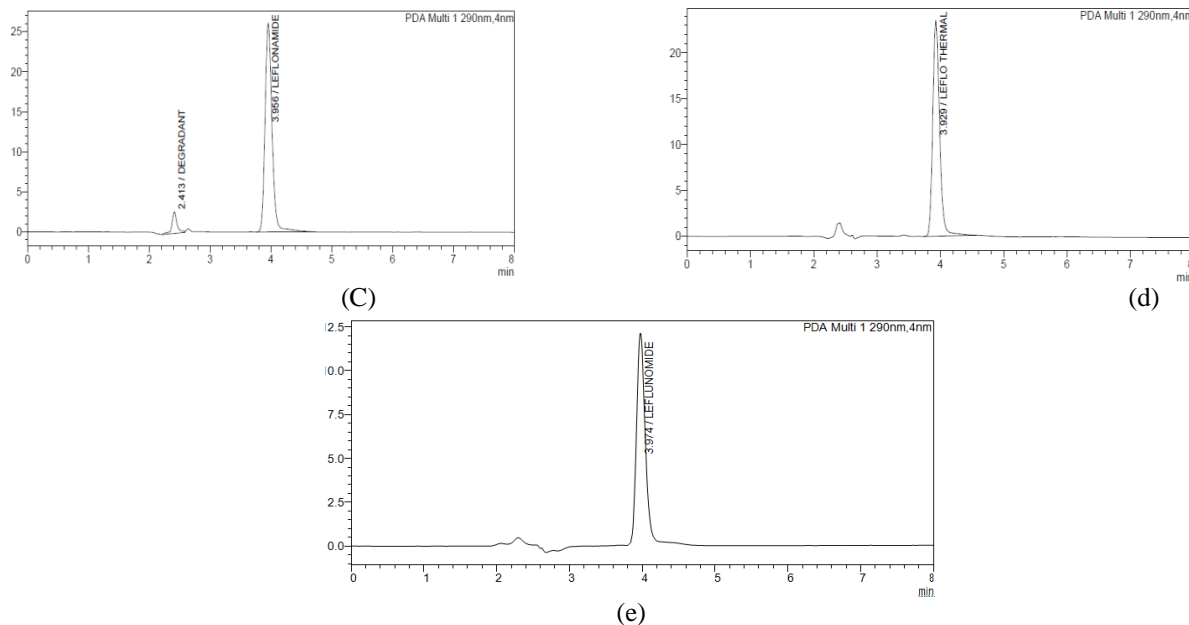 PDA Multi 1 290nm,4nm
25
20
15
10
5
0
2.413 / DEGRADANT
3.956 / LEFLONAMIDE
0 1 2 3 4 5 6 7 8
min
(C)
PDA Multi 1 290nm,4nm
20
15
10
5
0
3.929 / LEFLO THERMAL
0 1 2 3 4 5 6 7 8
min
(d)
PDA Multi 1 290nm,4nm
12.5
10.0
7.5
5.0
2.5
0.0
3.974 / LEFLUNOMIDE
0 1 2 3 4 5 6 7 8
min
(e)